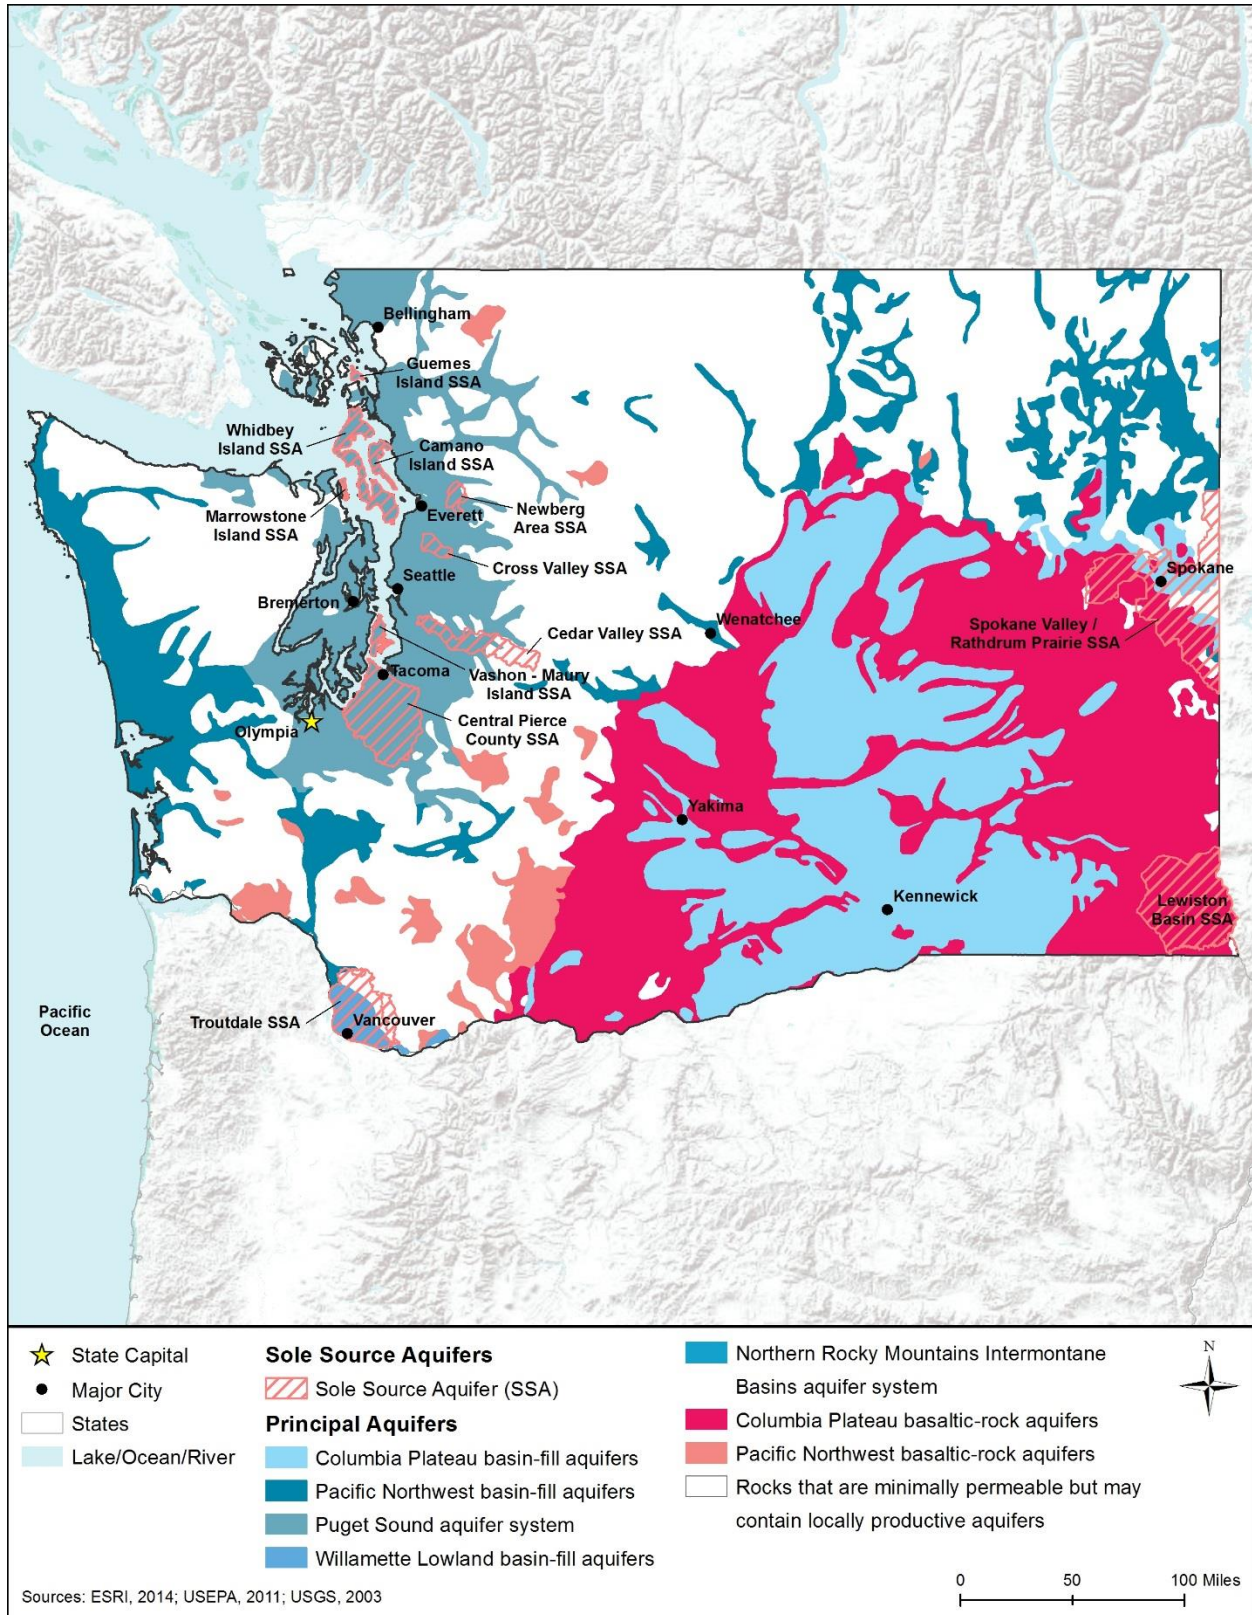 Bellingham
Guemes
Island SSA
Whidbey
Island SSA
Camano
Island SSA
Marrowstone
Island SSA
Everett
Newberg
Area SSA
Cross Valley SSA
Seattle
Bremerton
Cedar Valley SSA
Wenatchee
Spokane
Spokane Valley /
Rathdrum Prairie SSA
Tacoma
Vashon - Maury
Island SSA
Olympia
Central Pierce
County SSA
Yakima
Kennewick
Lewiston
Basin SSA
Pacific
Ocean
Troutdale SSA
Vancouver
State Capital
Major City
States
Lake/Ocean/River
Sole Source Aquifers
Sole Source Aquifer (SSA)
Principal Aquifers
Columbia Plateau basin-fill aquifers
Pacific Northwest basin-fill aquifers
Puget Sound aquifer system
Willamette Lowland basin-fill aquifers
Northern Rocky Mountains Intermontane
Basins aquifer system
Columbia Plateau basaltic-rock aquifers
Pacific Northwest basaltic-rock aquifers
Rocks that are minimally permeable but may
contain locally productive aquifers
N
0 50 100 Miles
Sources: ESRI, 2014; USEPA, 2011; USGS, 2003